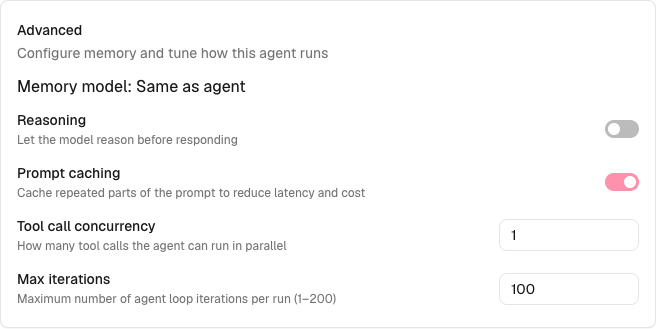 Advanced
Configure memory and tune how this agent runs
Memory model: Same as agent
Reasoning
Let the model reason before responding
Prompt caching
Cache repeated parts of the prompt to reduce latency and cost
Tool call concurrency
How many tool calls the agent can run in parallel
1
Max iterations
Maximum number of agent loop iterations per run (1–200)
100